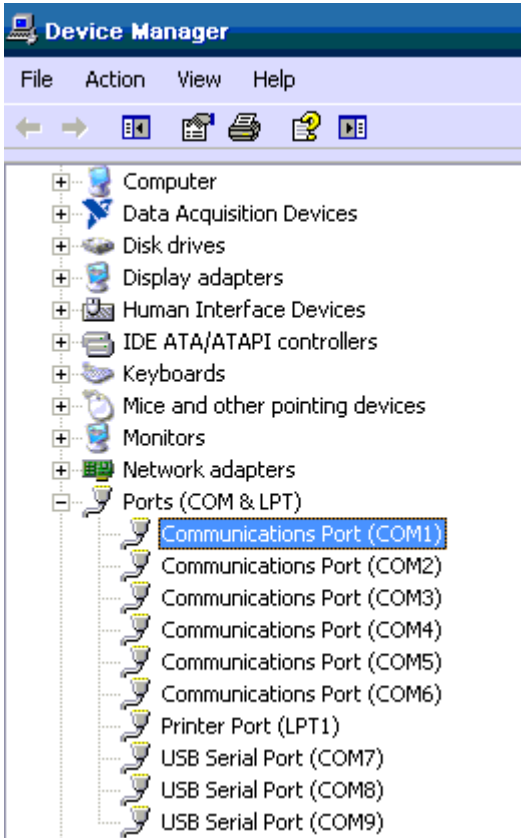 Device Manager
File Action View Help
Computer
Data Acquisition Devices
Disk drives
Display adapters
Human Interface Devices
IDE ATA/ATAPI controllers
Keyboards
Mice and other pointing devices
Monitors
Network adapters
Ports (COM & LPT)
Communications Port (COM1)
Communications Port (COM2)
Communications Port (COM3)
Communications Port (COM4)
Communications Port (COM5)
Communications Port (COM6)
Printer Port (LPT1)
USB Serial Port (COM7)
USB Serial Port (COM8)
USB Serial Port (COM9)